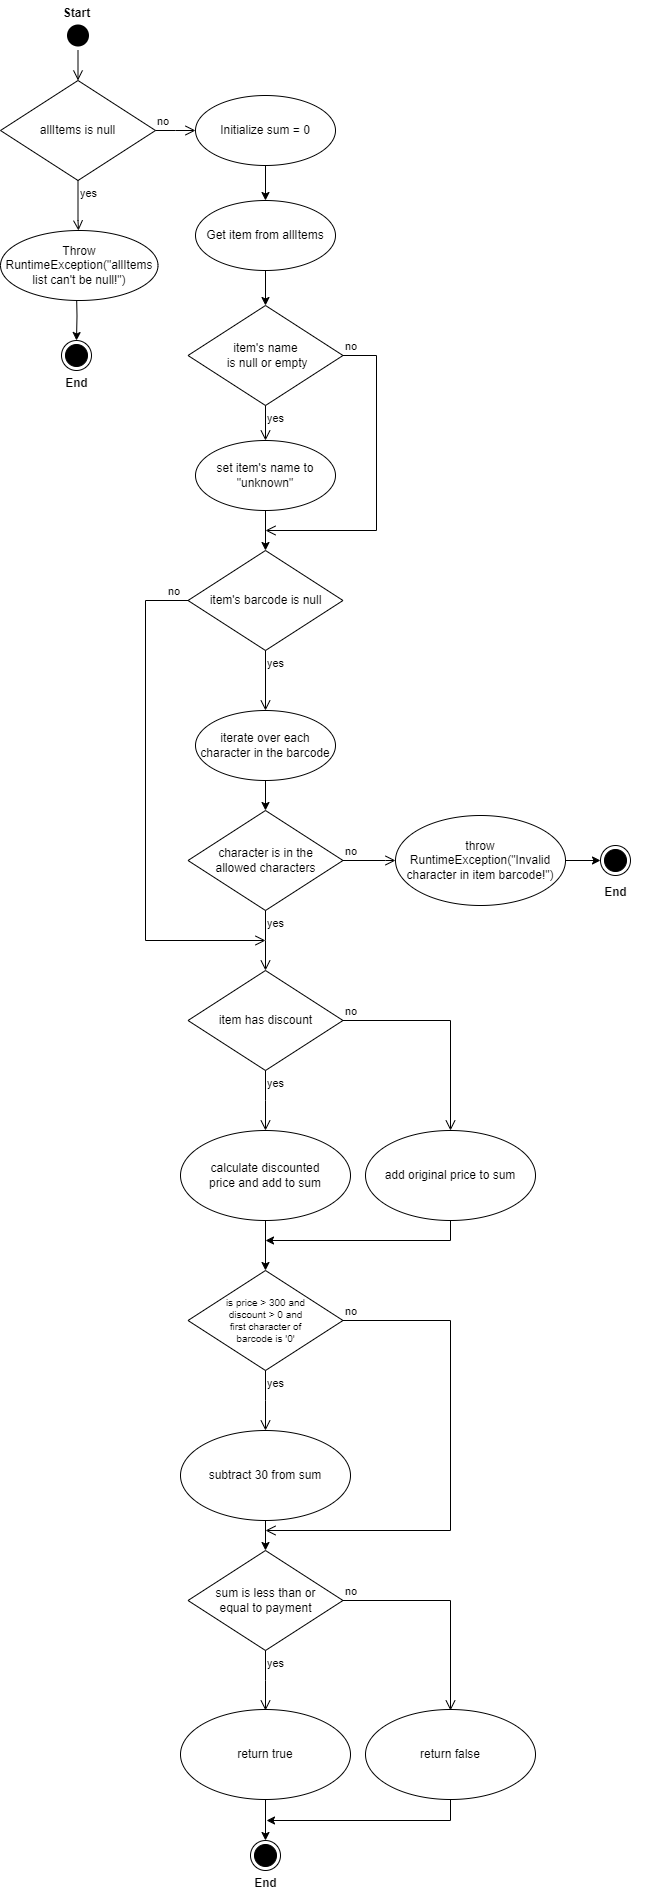 Start
allItems is null
no
Initialize sum = 0
yes
Throw
RuntimeException("allItems
list can't be null!")
End
Get item from allItems
item's name
is null or empty
no
yes
set item's name to
"unknown"
item's barcode is null
no
yes
iterate over each
character in the barcode
character is in the
allowed characters
no
throw
RuntimeException("Invalid
character in item barcode!")
End
yes
item has discount
no
yes
calculate discounted
price and add to sum
add original price to sum
is price > 300 and
discount > 0 and
first character of
barcode is '0'
no
yes
subtract 30 from sum
sum is less than or
equal to payment
no
yes
return true
return false
End